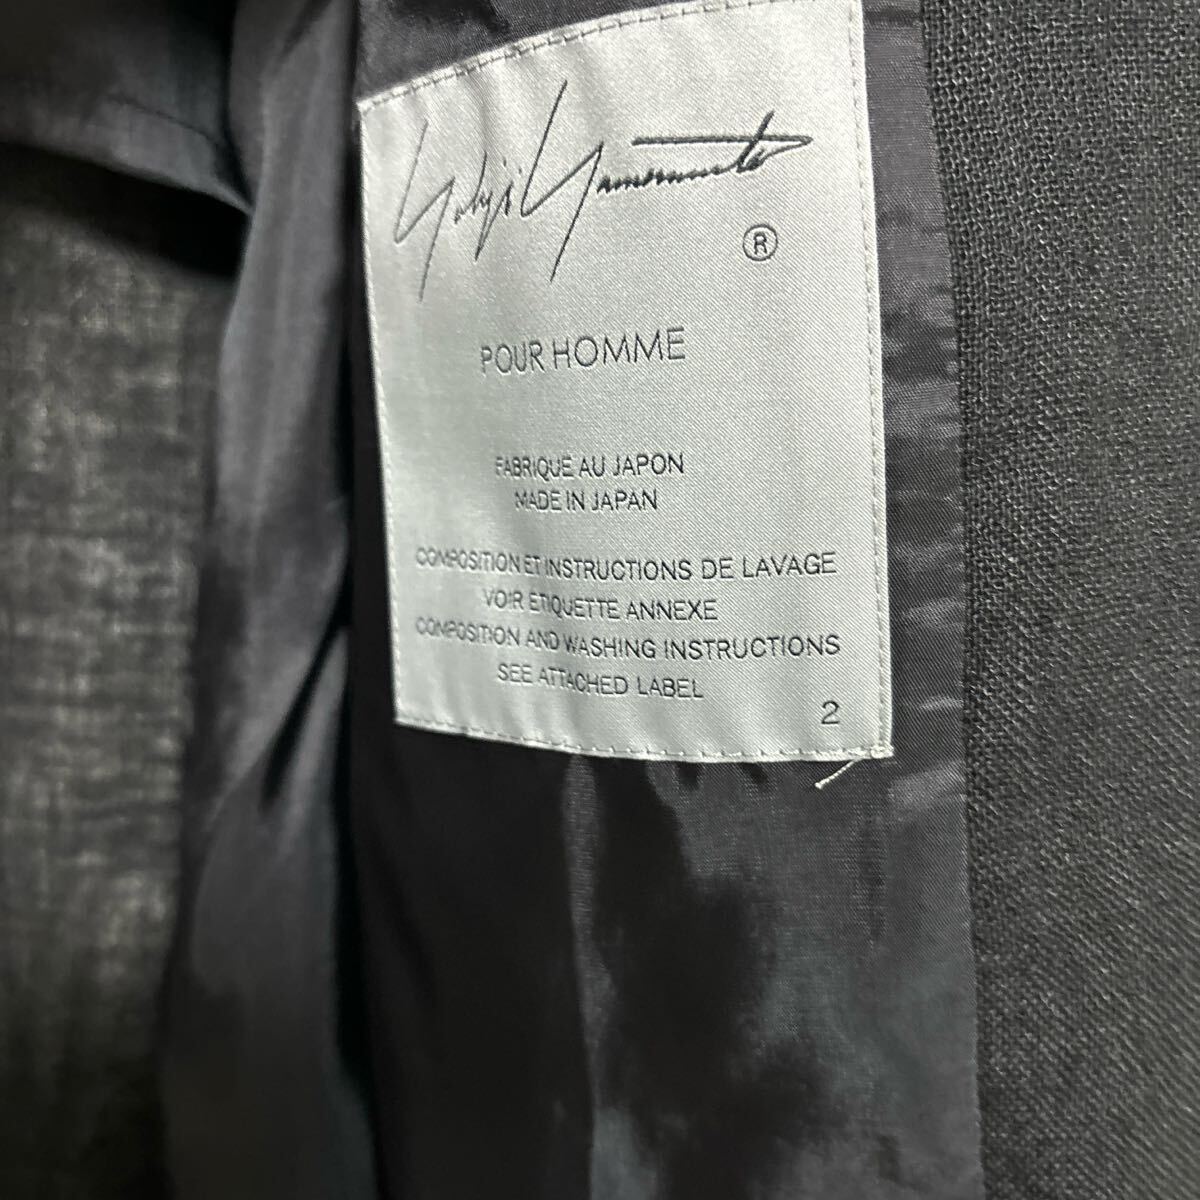 Yohji Yamamoto
®
POUR HOMME
FABRIQUE AU JAPON
MADE IN JAPAN
COMPOSITION ET INSTRUCTIONS DE LAVAGE
VOIR ETIQUETTE ANNEXE
COMPOSITION AND WASHING INSTRUCTIONS
SEE ATTACHED LABEL
2